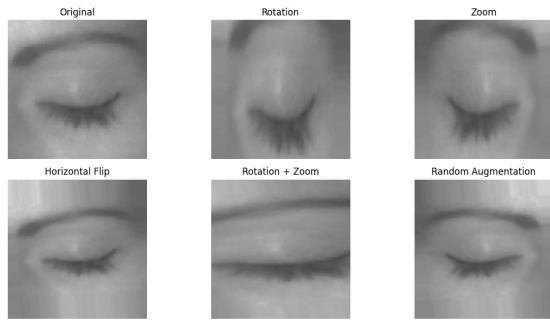 Original
Rotation
Zoom
Horizontal Flip
Rotation + Zoom
Random Augmentation